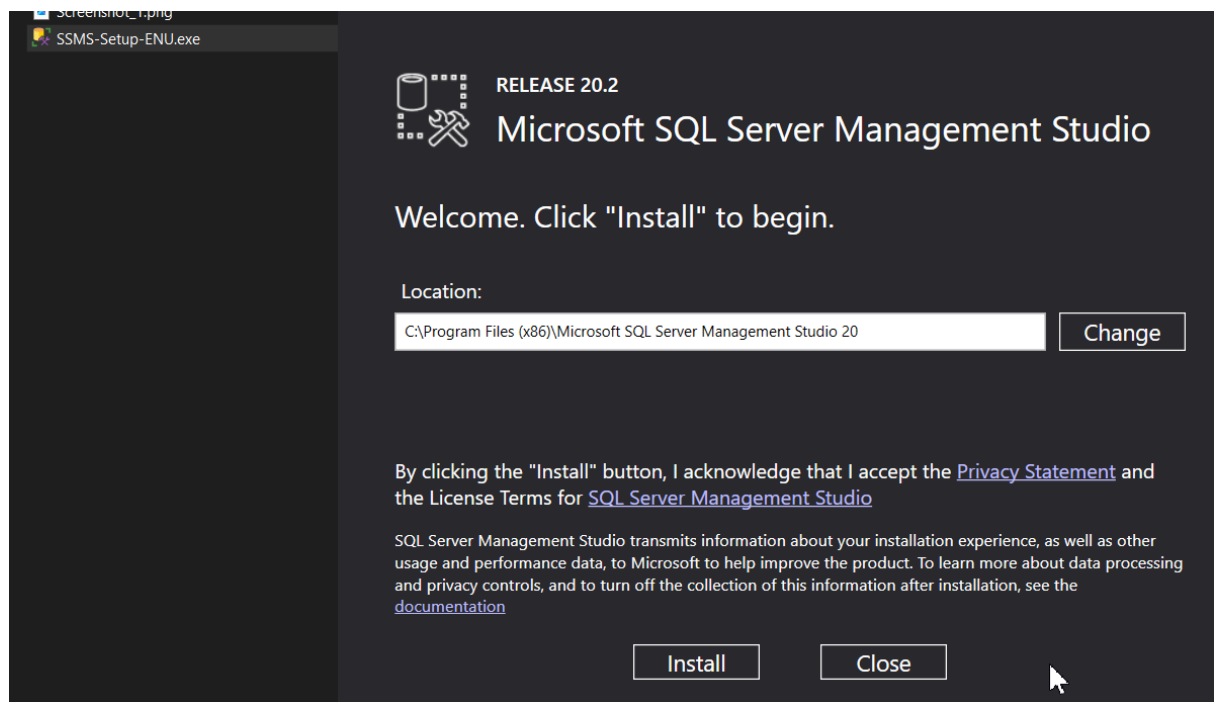 Screenshot_1.png
SSMS-Setup-ENU.exe
RELEASE 20.2
Microsoft SQL Server Management Studio
Welcome. Click "Install" to begin.
Location:
C:\Program Files (x86)\Microsoft SQL Server Management Studio 20
Change
By clicking the "Install" button, I acknowledge that I accept the Privacy Statement and
the License Terms for SQL Server Management Studio
SQL Server Management Studio transmits information about your installation experience, as well as other
usage and performance data, to Microsoft to help improve the product. To learn more about data processing
and privacy controls, and to turn off the collection of this information after installation, see the
documentation
Install
Close